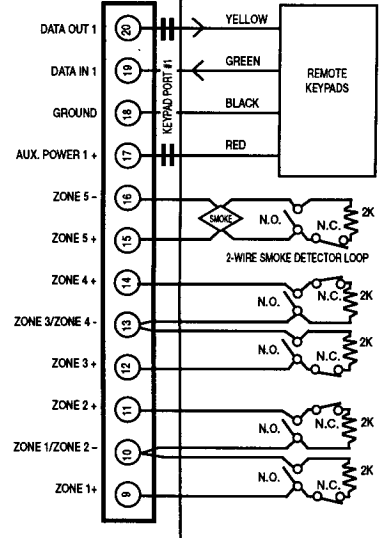 DATA OUT 1
20
YELLOW
DATA IN 1
19
GREEN
KEYPAD PORT #1
REMOTE
KEYPADS
GROUND
18
BLACK
AUX. POWER 1 +
17
RED
ZONE 5 -
16
SMOKE
N.O.
N.C.
2K
ZONE 5 +
15
2-WIRE SMOKE DETECTOR LOOP
ZONE 4 +
14
N.O.
N.C.
2K
ZONE 3/ZONE 4 -
13
N.O.
N.C.
2K
ZONE 3 +
12
ZONE 2 +
11
N.O.
N.C.
2K
ZONE 1/ZONE 2 -
10
N.O.
N.C.
2K
ZONE 1+
9